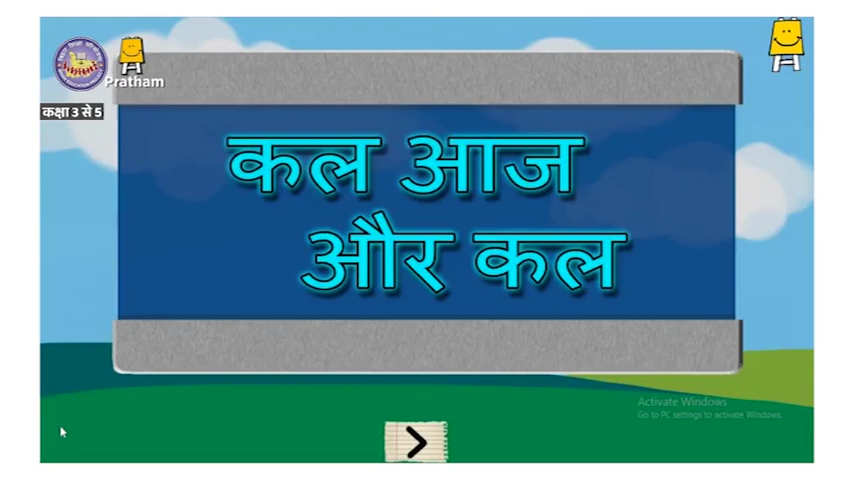 Pratham
कक्षा 3 से 5
कल आज
और कल
Activate Windows
Go to PC settings to activate Windows.